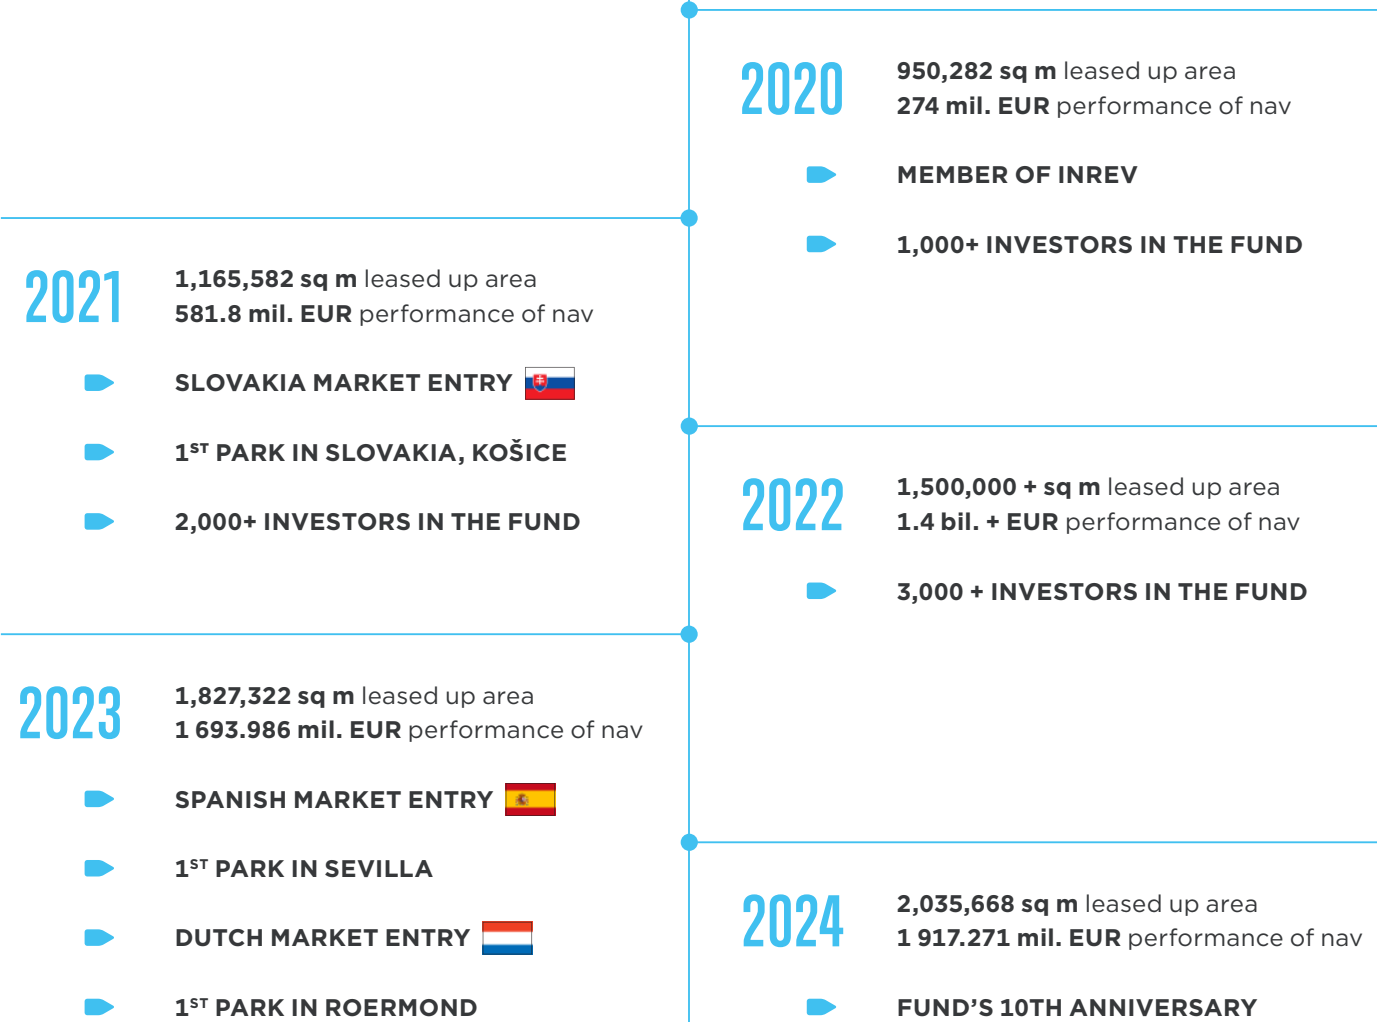 2020
950,282 sq m leased up area
274 mil. EUR performance of nav
MEMBER OF INREV
1,000+ INVESTORS IN THE FUND
2021
1,165,582 sq m leased up area
581.8 mil. EUR performance of nav
SLOVAKIA MARKET ENTRY
1ST PARK IN SLOVAKIA, KOŠICE
2,000+ INVESTORS IN THE FUND
2022
1,500,000 + sq m leased up area
1.4 bil. + EUR performance of nav
3,000 + INVESTORS IN THE FUND
2023
1,827,322 sq m leased up area
1 693.986 mil. EUR performance of nav
SPANISH MARKET ENTRY
1ST PARK IN SEVILLA
DUTCH MARKET ENTRY
1ST PARK IN ROERMOND
2024
2,035,668 sq m leased up area
1 917.271 mil. EUR performance of nav
FUND'S 10TH ANNIVERSARY